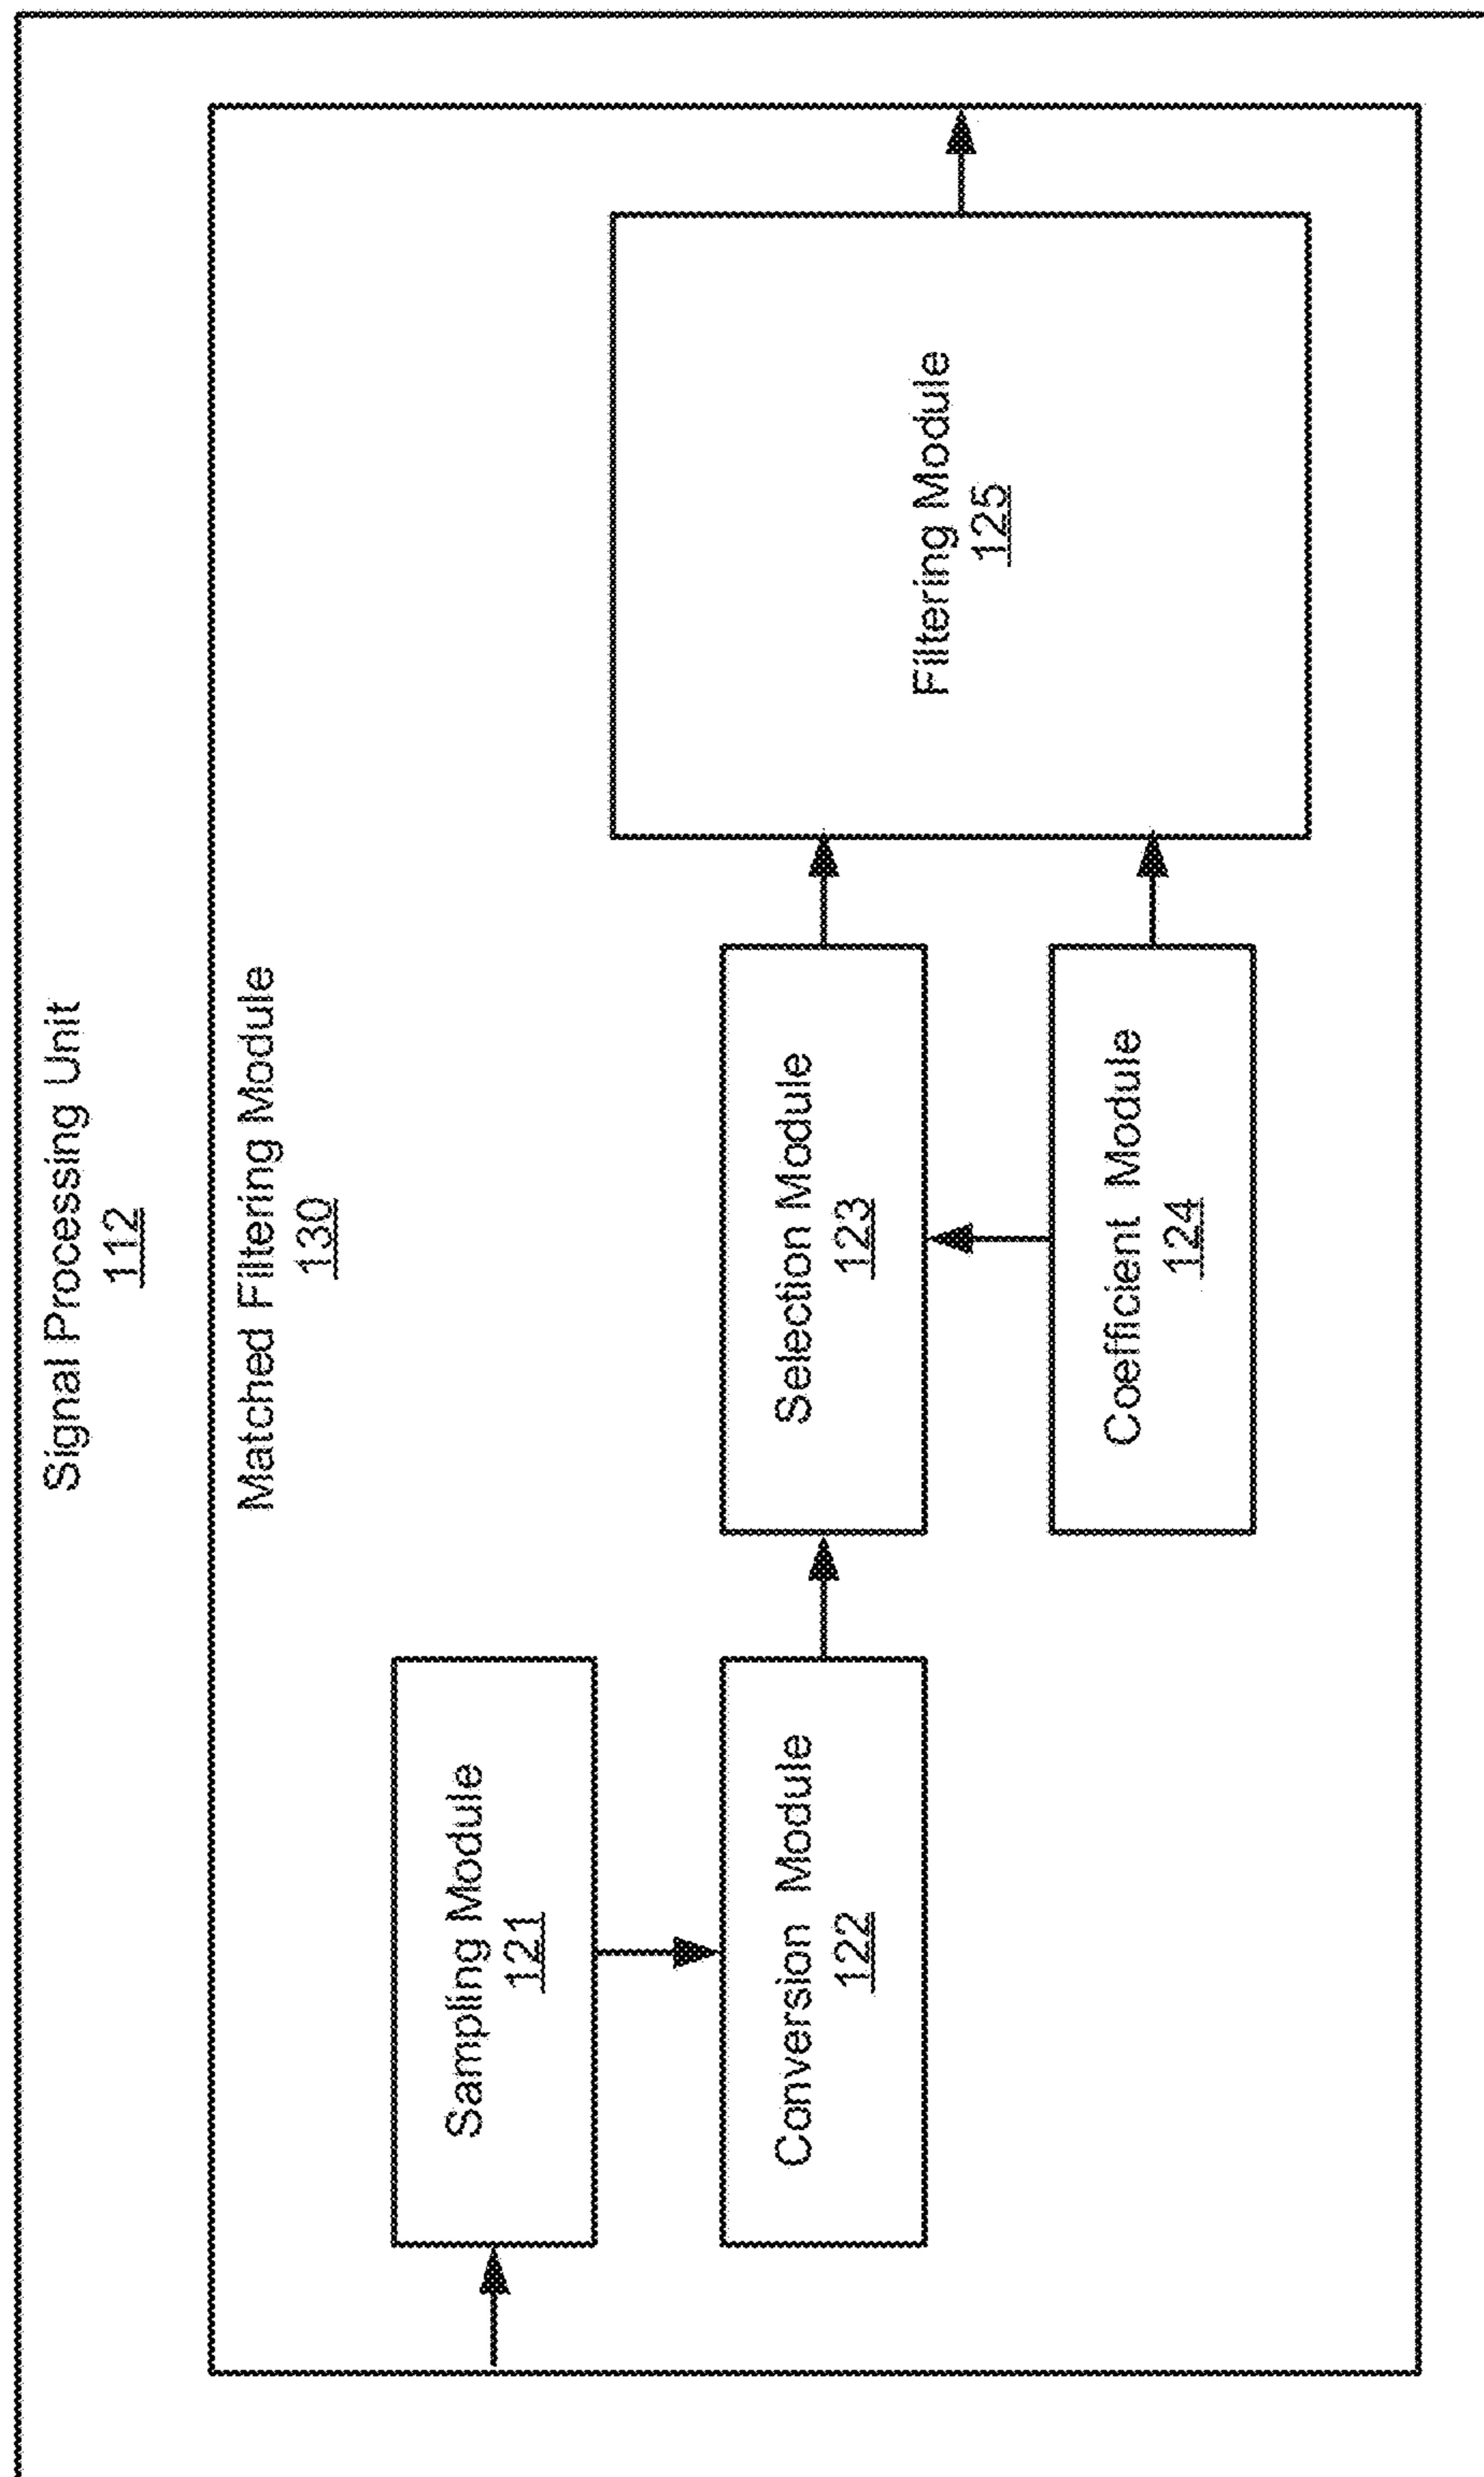 Signal Processing Unit
112
Matched Filtering Module
130
Sampling Module
121
Conversion Module
122
Selection Module
123
Coefficient Module
124
Filtering Module
125